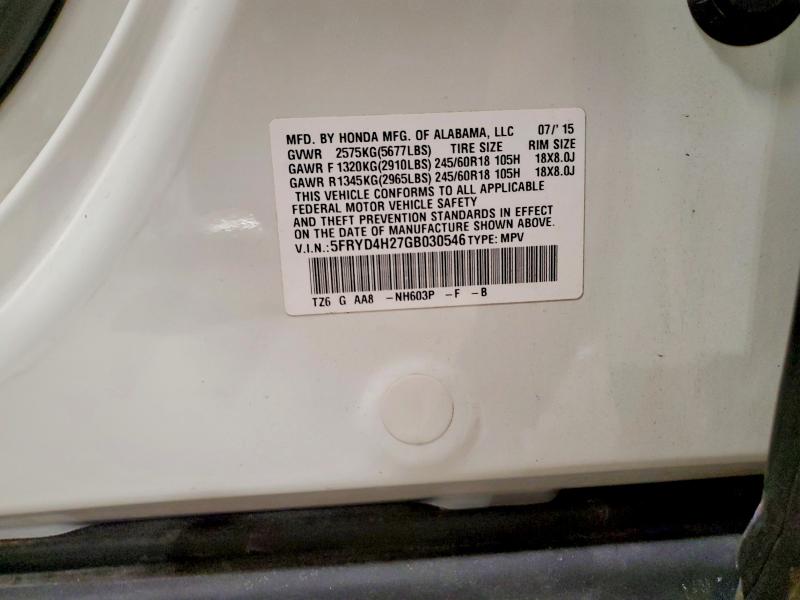 MFD. BY HONDA MFG. OF ALABAMA, LLC 07/'15
GVWR 2575KG(5677LBS) TIRE SIZE RIM SIZE
GAWR F 1320KG(2910LBS) 245/60R18 105H 18X8.0J
GAWR R 1345KG(2965LBS) 245/60R18 105H 18X8.0J
THIS VEHICLE CONFORMS TO ALL APPLICABLE
FEDERAL MOTOR VEHICLE SAFETY
AND THEFT PREVENTION STANDARDS IN EFFECT
ON THE DATE OF MANUFACTURE SHOWN ABOVE.
V.I.N.: 5FRYD4H27GB030546 TYPE: MPV
TZ6 G AA8 -NH603P -F -B